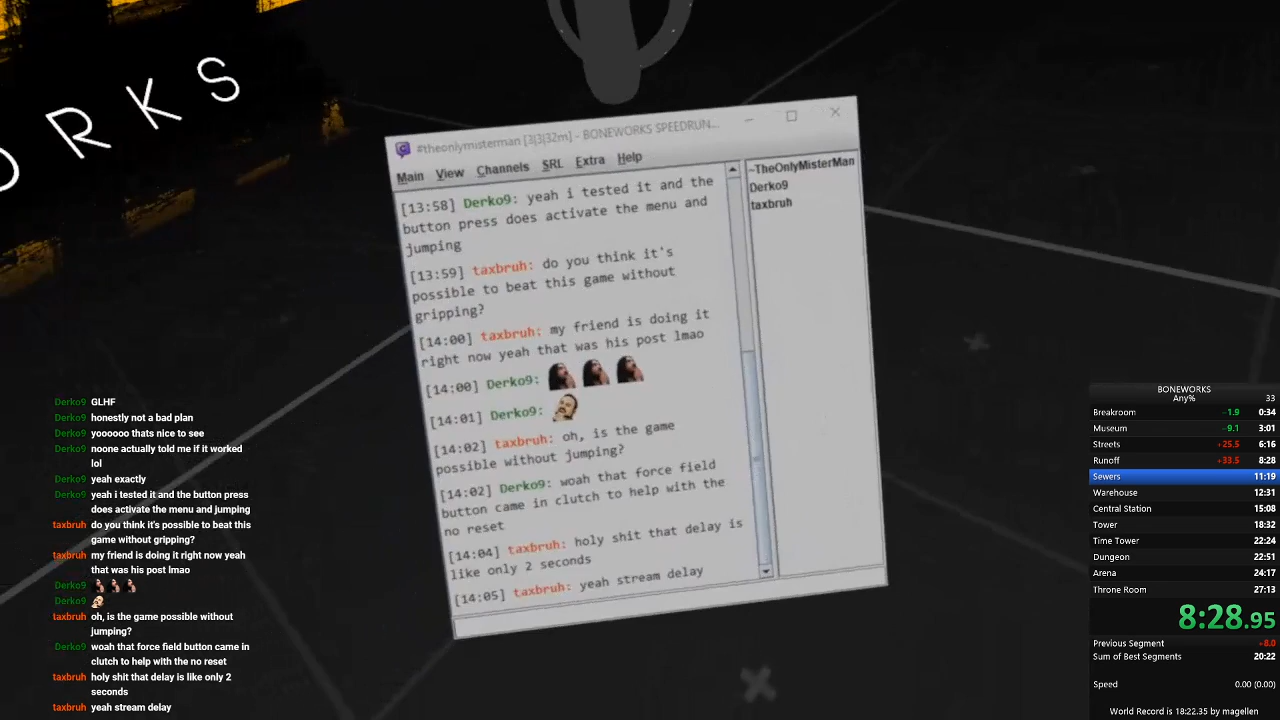 ORKS
#theonlymisterman [3|3|32m] - BONEWORKS SPEEDRUN...
Main View Channels SRL Extra Help
[13:58] Derko9: yeah i tested it and the
button press does activate the menu and
jumping
[13:59] taxbruh: do you think it's
possible to beat this game without
gripping?
[14:00] taxbruh: my friend is doing it
right now yeah that was his post lmao
[14:00] Derko9:
[14:01] Derko9:
[14:02] taxbruh: oh, is the game
possible without jumping?
[14:02] Derko9: woah that force field
button came in clutch to help with the
no reset
[14:04] taxbruh: holy shit that delay is
like only 2 seconds
[14:05] taxbruh: yeah stream delay
~TheOnlyMisterMan
Derko9
taxbruh
Derko9 GLHF
Derko9 honestly not a bad plan
Derko9 yoooooo thats nice to see
Derko9 noone actually told me if it worked
lol
Derko9 yeah exactly
Derko9 yeah i tested it and the button press
does activate the menu and jumping
taxbruh do you think it's possible to beat this
game without gripping?
taxbruh my friend is doing it right now yeah
that was his post lmao
Derko9
Derko9
taxbruh oh, is the game possible without
jumping?
Derko9 woah that force field button came in
clutch to help with the no reset
taxbruh holy shit that delay is like only 2
seconds
taxbruh yeah stream delay
BONEWORKS
Any% 33
Breakroom -1.9 0:34
Museum -9.1 3:01
Streets +25.5 6:16
Runoff +33.5 8:28
Sewers 11:19
Warehouse 12:31
Central Station 15:08
Tower 18:32
Time Tower 22:24
Dungeon 22:51
Arena 24:17
Throne Room 27:13
8:28.95
Previous Segment -8.0
Sum of Best Segments 20:22
Speed 0.00 (0.00)
World Record is 18:22.35 by magellen